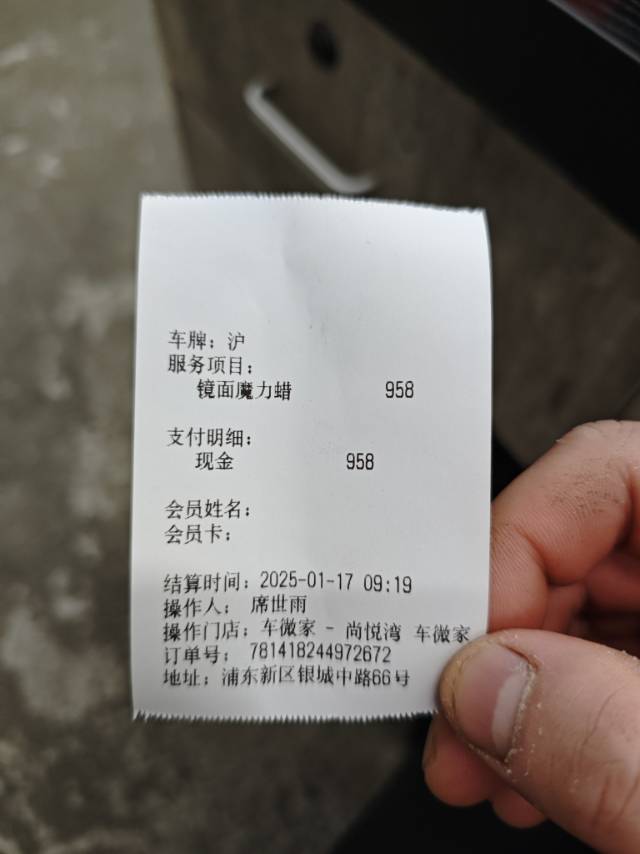 车牌：沪
服务项目：
镜面魔力蜡 958
支付明细：
现金 958
会员姓名：
会员卡：
结算时间：2025-01-17 09:19
操作人： 席世雨
操作门店：车微家 - 尚悦湾 车微家
订单号： 781418244972672
地址：浦东新区银城中路66号